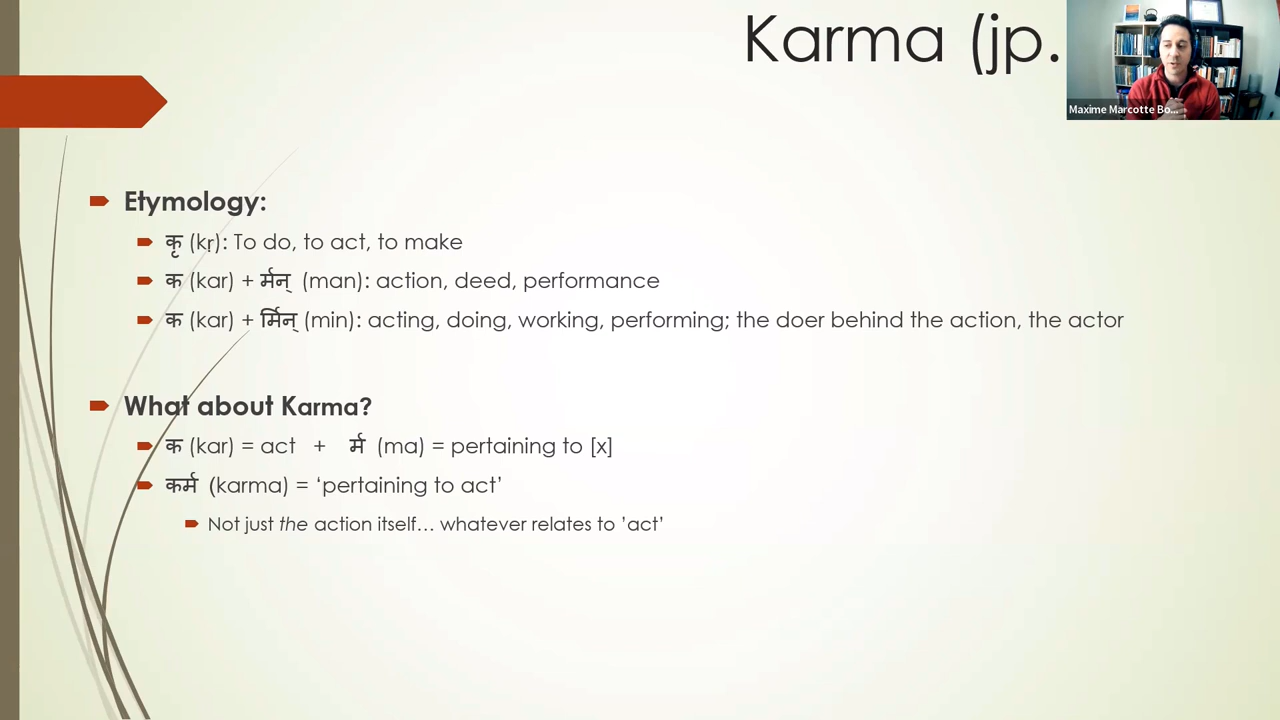 Karma (jp.
Maxime Marcotte Bo...
Etymology:
कृ (kṛ): To do, to act, to make
क (kar) + र्मन् (man): action, deed, performance
क (kar) + र्मिन् (min): acting, doing, working, performing; the doer behind the action, the actor
What about Karma?
क (kar) = act + र्म (ma) = pertaining to [x]
कर्म (karma) = ‘pertaining to act’
Not just the action itself… whatever relates to ’act’